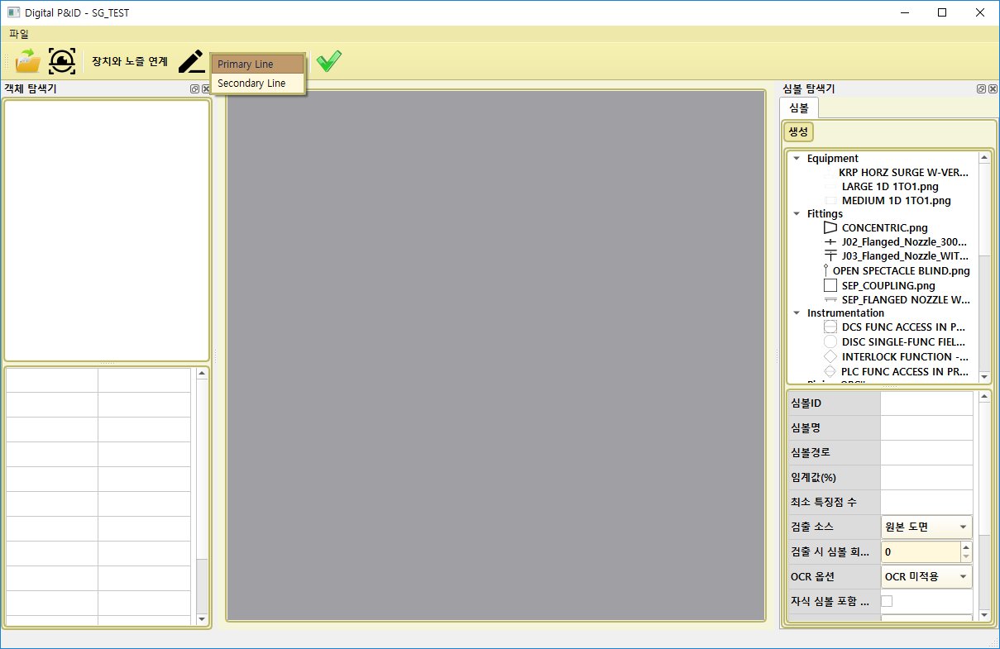 Digital P&ID - SG_TEST
파일
장치와 노즐 연계
Primary Line
Secondary Line
객체 탐색기
심볼 탐색기
심볼
생성
Equipment
KRP HORZ SURGE W-VER...
LARGE 1D 1TO1.png
MEDIUM 1D 1TO1.png
Fittings
CONCENTRIC.png
J02_Flanged_Nozzle_300...
J03_Flanged_Nozzle_WIT...
OPEN SPECTACLE BLIND.png
SEP_COUPLING.png
SEP_FLANGED NOZZLE W...
Instrumentation
DCS FUNC ACCESS IN P...
DISC SINGLE-FUNC FIEL...
INTERLOCK FUNCTION -...
PLC FUNC ACCESS IN PR...
심볼ID
심볼명
심볼경로
임계값(%)
최소 특징점 수
검출 소스
원본 도면
검출 시 심볼 회...
0
OCR 옵션
OCR 미적용
자식 심볼 포함 ...